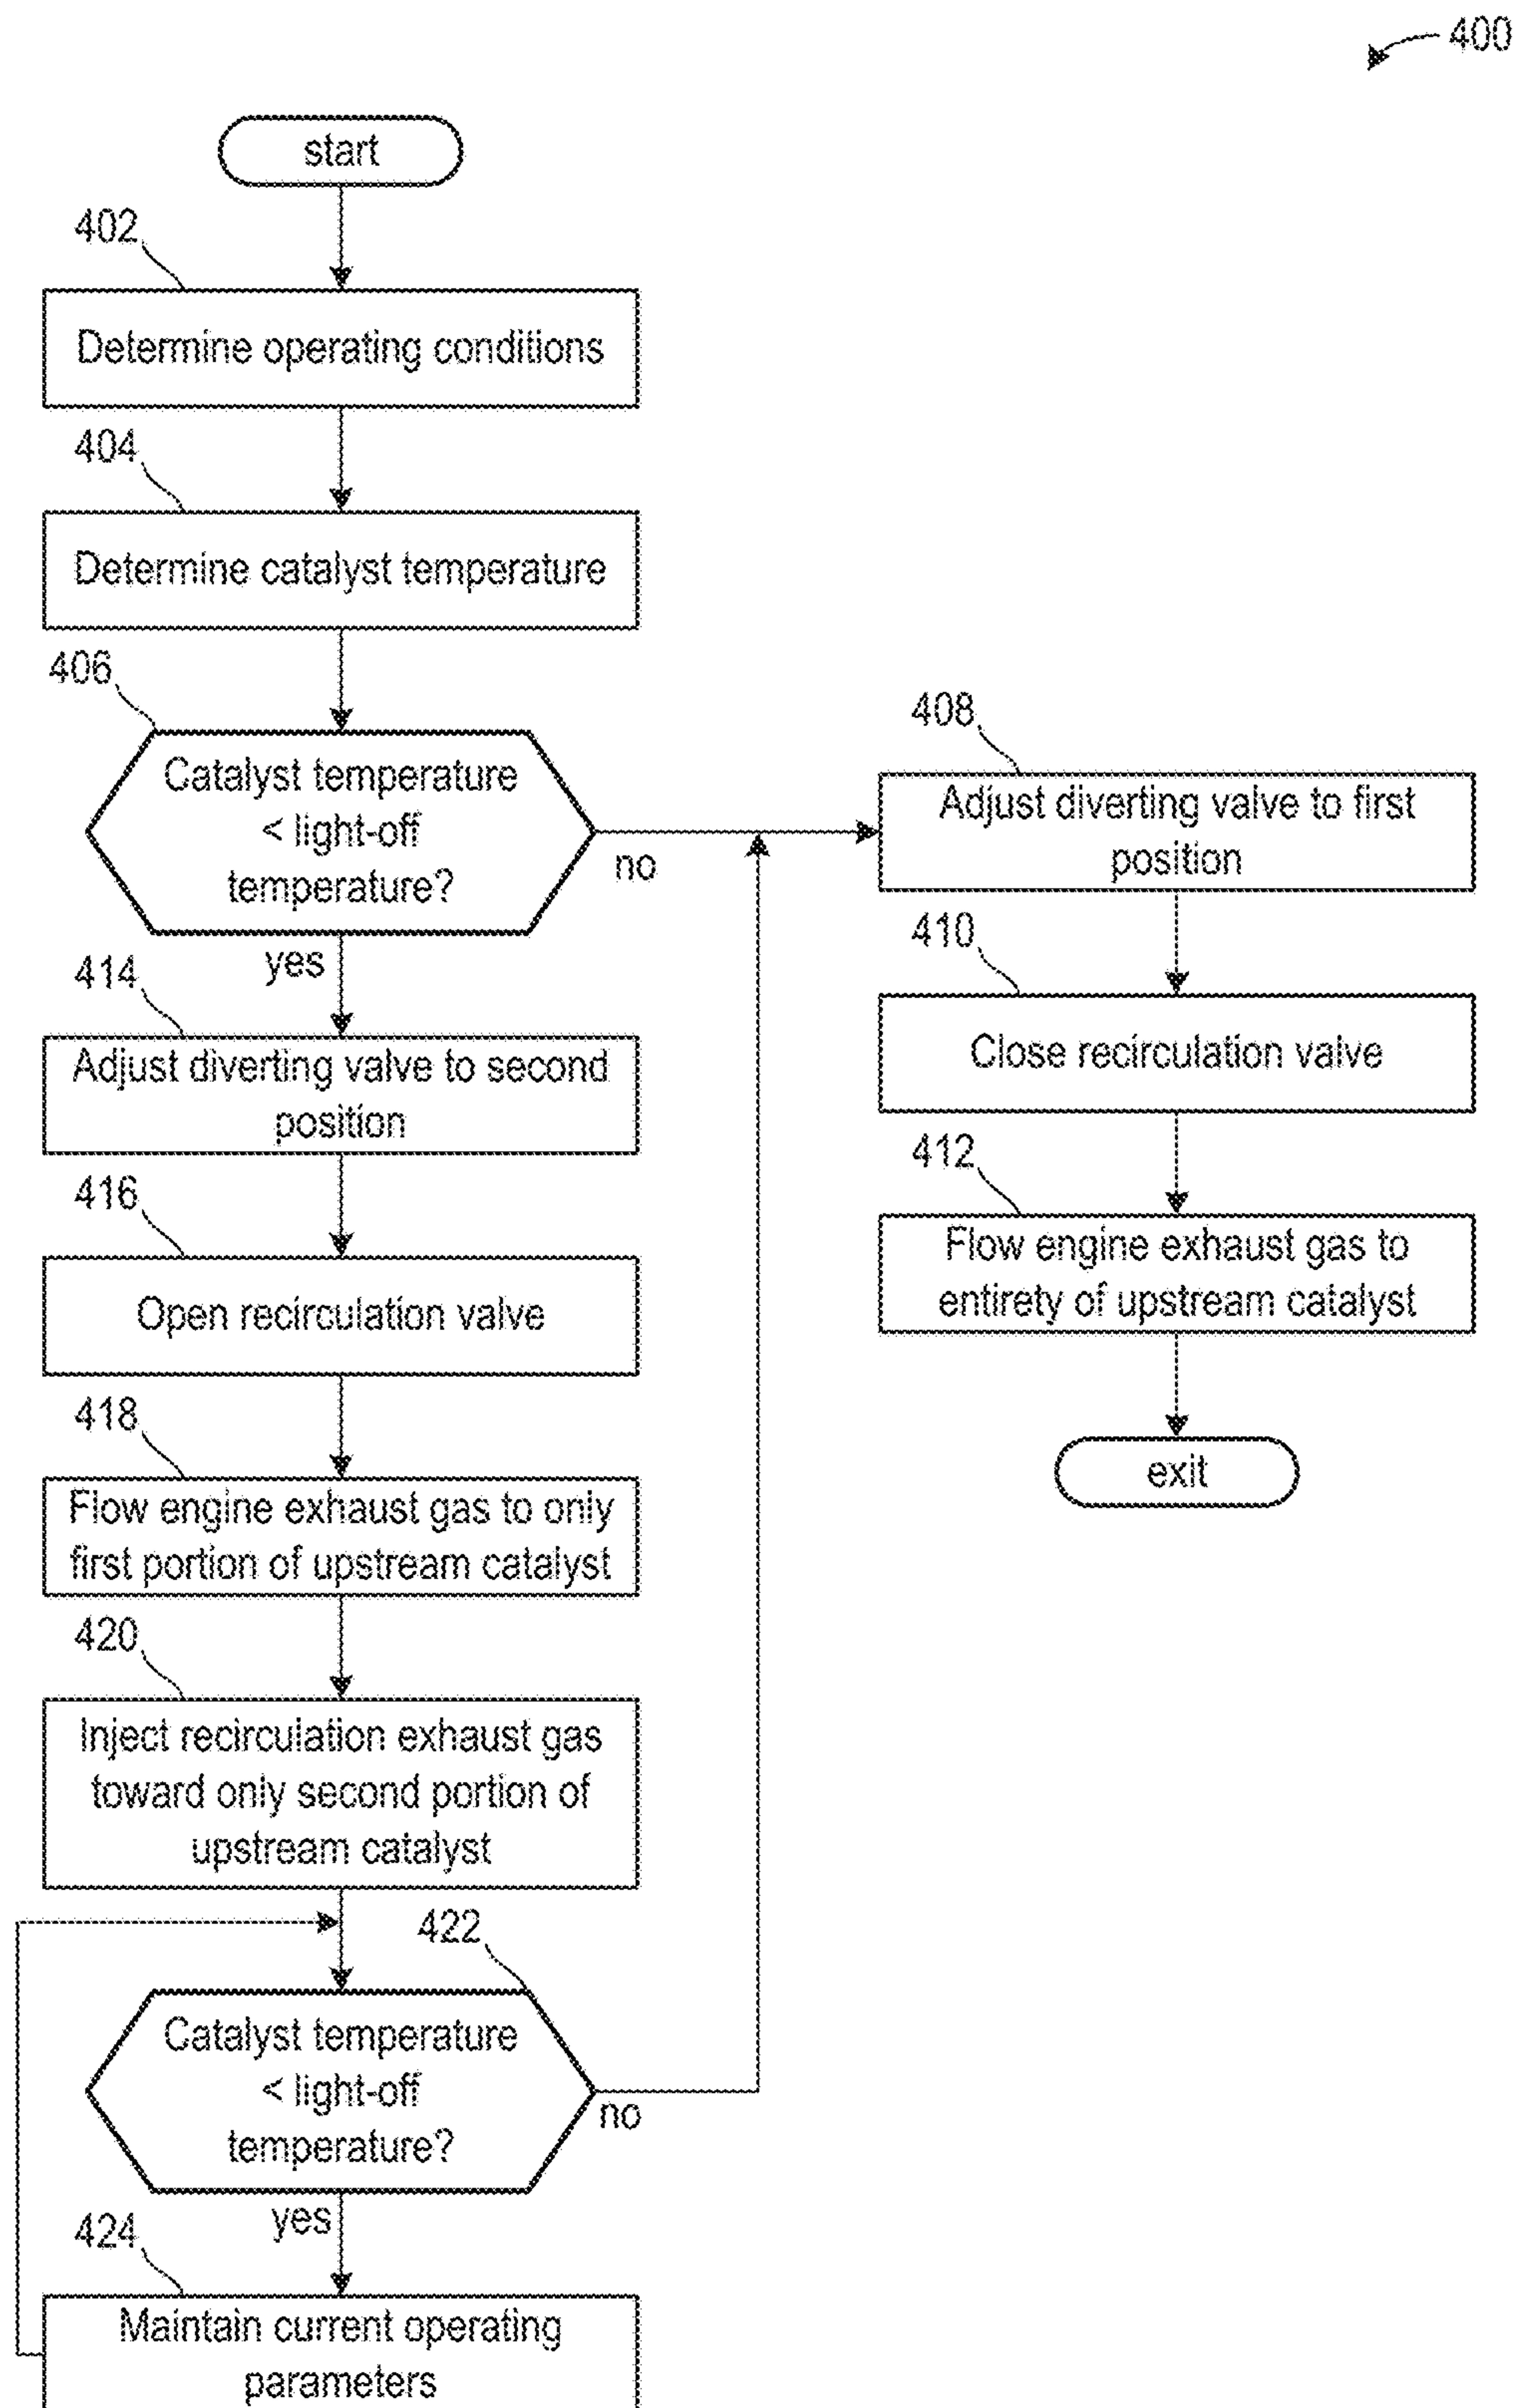 400
start
402
Determine operating conditions
404
Determine catalyst temperature
406
Catalyst temperature
< light-off
temperature?
no
yes
408
Adjust diverting valve to first
position
410
Close recirculation valve
412
Flow engine exhaust gas to
entirety of upstream catalyst
exit
414
Adjust diverting valve to second
position
416
Open recirculation valve
418
Flow engine exhaust gas to only
first portion of upstream catalyst
420
Inject recirculation exhaust gas
toward only second portion of
upstream catalyst
422
Catalyst temperature
< light-off
temperature?
no
yes
424
Maintain current operating
parameters